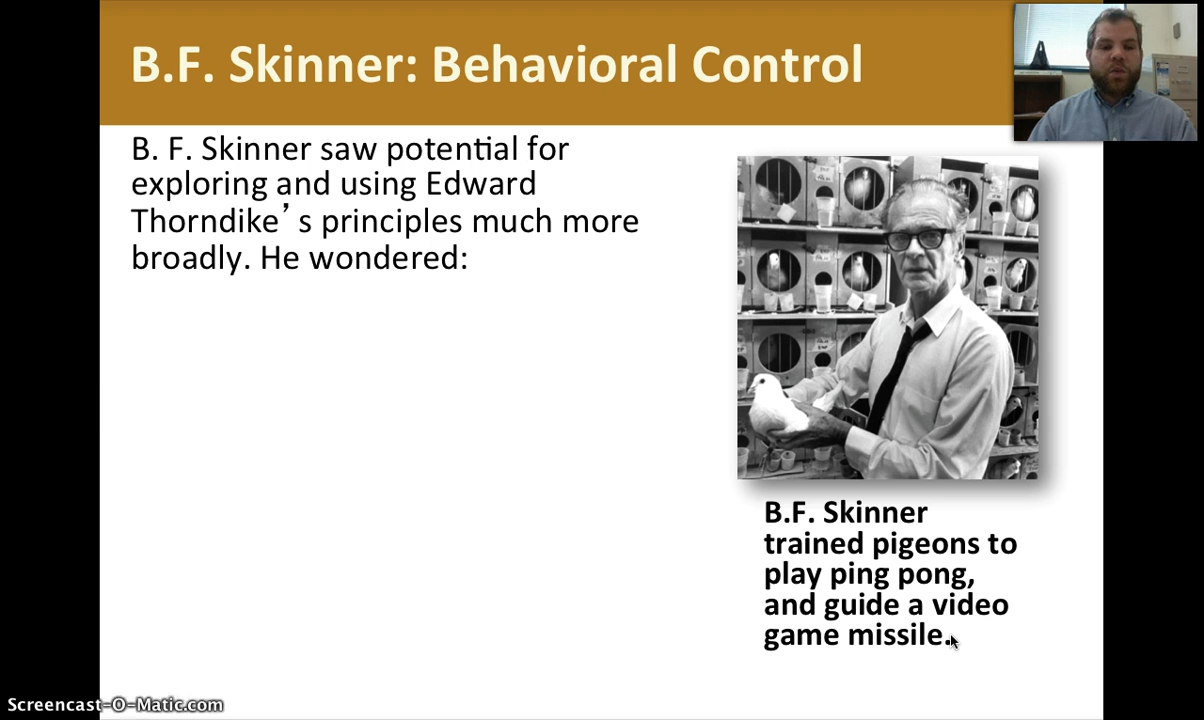 B.F. Skinner: Behavioral Control
B. F. Skinner saw potential for
exploring and using Edward
Thorndike’s principles much more
broadly. He wondered:
B.F. Skinner
trained pigeons to
play ping pong,
and guide a video
game missile.
Screencast-O-Matic.com